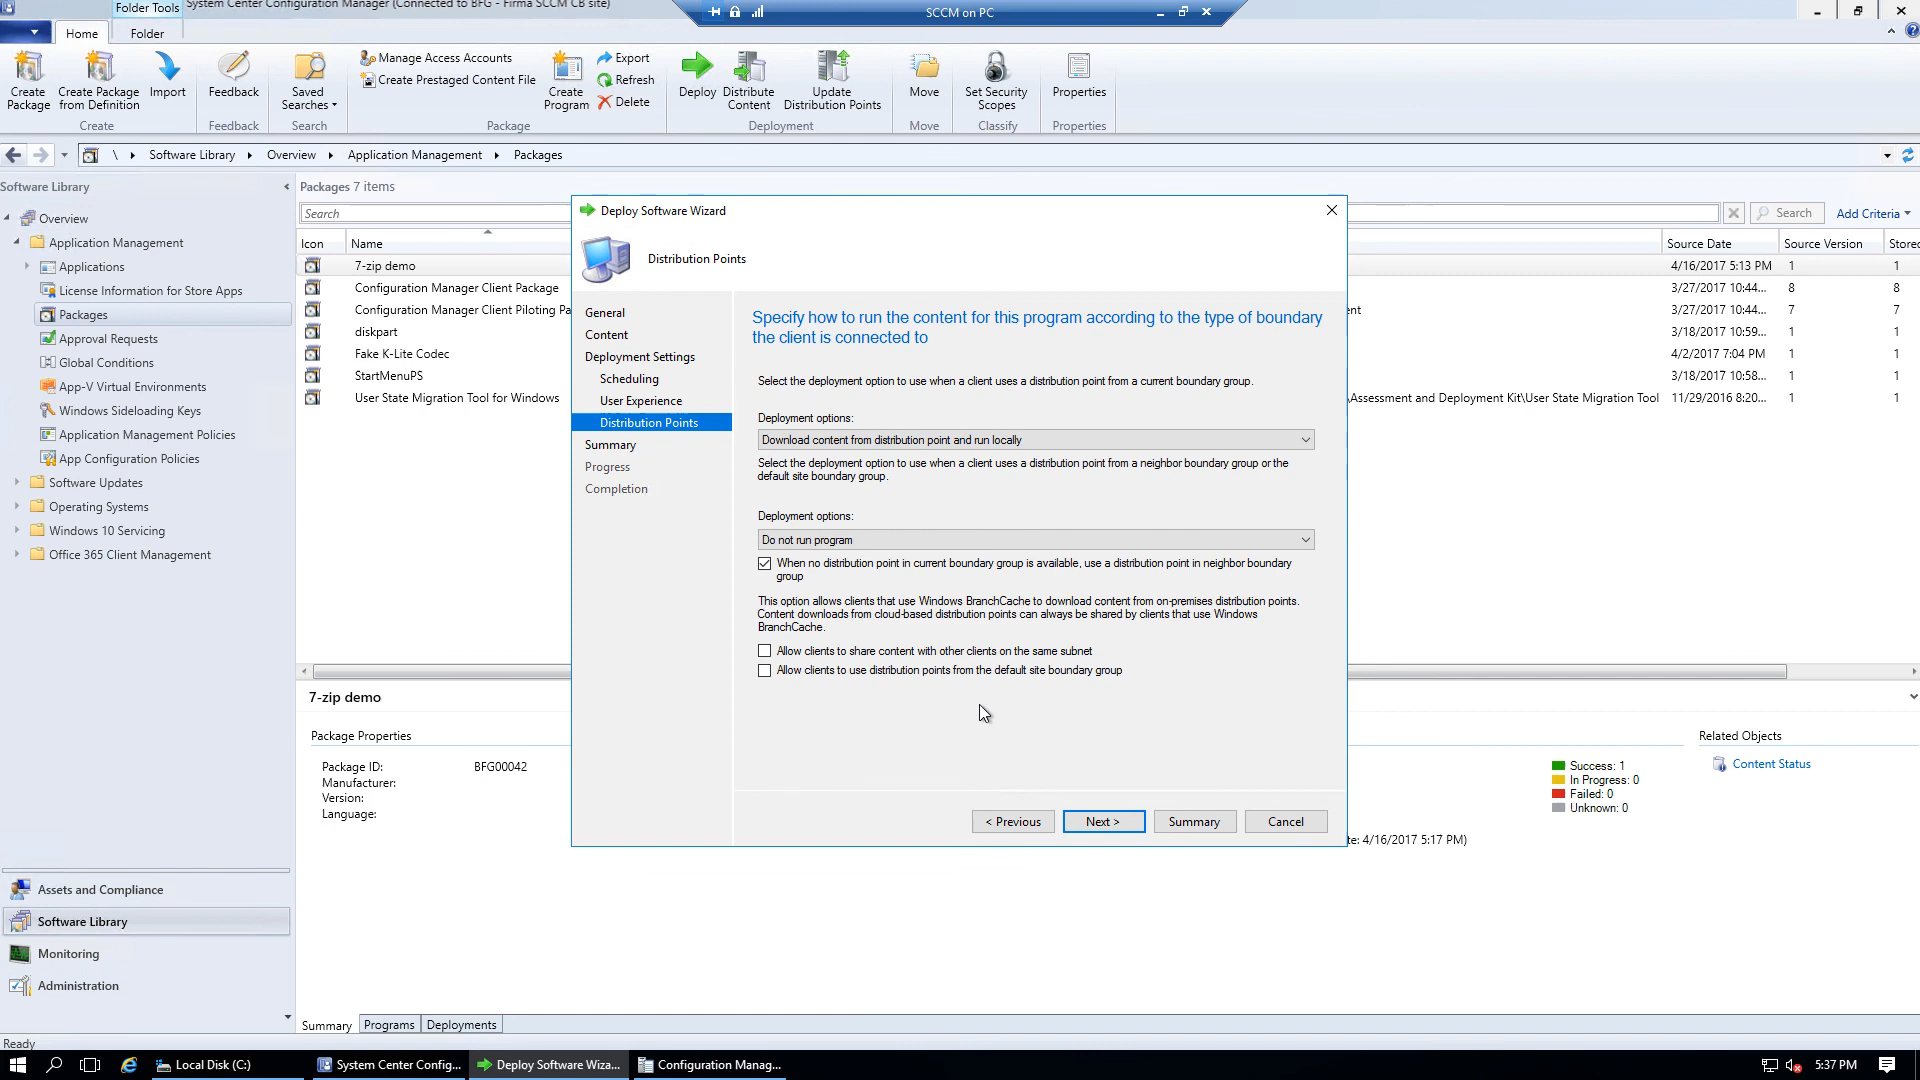 Folder Tools
System Center Configuration Manager (Connected to BFG - Firma SCCM CB site)
SCCM on PC
Home
Folder
Create Package
Create Package from Definition
Import
Feedback
Saved Searches
Manage Access Accounts
Create Prestaged Content File
Create Program
Export
Refresh
Delete
Deploy
Distribute Content
Update Distribution Points
Move
Set Security Scopes
Properties
Create
Feedback
Search
Package
Deployment
Move
Classify
Properties
\ Software Library Overview Application Management Packages
Software Library
Overview
Application Management
Applications
License Information for Store Apps
Packages
Approval Requests
Global Conditions
App-V Virtual Environments
Windows Sideloading Keys
Application Management Policies
App Configuration Policies
Software Updates
Operating Systems
Windows 10 Servicing
Office 365 Client Management
Assets and Compliance
Software Library
Monitoring
Administration
Packages 7 items
Search
Search
Add Criteria
Icon Name Source Date Source Version Stored
7-zip demo 4/16/2017 5:13 PM 1 1
Configuration Manager Client Package 3/27/2017 10:44... 8 8
Configuration Manager Client Piloting Pa ent 3/27/2017 10:44... 7 7
diskpart 3/18/2017 10:59... 1 1
Fake K-Lite Codec 4/2/2017 7:04 PM 1 1
StartMenuPS 3/18/2017 10:58... 1 1
User State Migration Tool for Windows \Assessment and Deployment Kit\User State Migration Tool 11/29/2016 8:20... 1 1
Deploy Software Wizard
Distribution Points
General
Content
Deployment Settings
Scheduling
User Experience
Distribution Points
Summary
Progress
Completion
Specify how to run the content for this program according to the type of boundary
the client is connected to
Select the deployment option to use when a client uses a distribution point from a current boundary group.
Deployment options:
Download content from distribution point and run locally
Select the deployment option to use when a client uses a distribution point from a neighbor boundary group or the
default site boundary group.
Deployment options:
Do not run program
When no distribution point in current boundary group is available, use a distribution point in neighbor boundary
group
This option allows clients that use Windows BranchCache to download content from on-premises distribution points.
Content downloads from cloud-based distribution points can always be shared by clients that use Windows
BranchCache.
Allow clients to share content with other clients on the same subnet
Allow clients to use distribution points from the default site boundary group
< Previous
Next >
Summary
Cancel
7-zip demo
Package Properties
Package ID: BFG00042
Manufacturer:
Version:
Language:
Success: 1
In Progress: 0
Failed: 0
Unknown: 0
te: 4/16/2017 5:17 PM)
Related Objects
Content Status
Summary
Programs
Deployments
Ready
Local Disk (C:)
System Center Config...
Deploy Software Wiza...
Configuration Manag...
5:37 PM